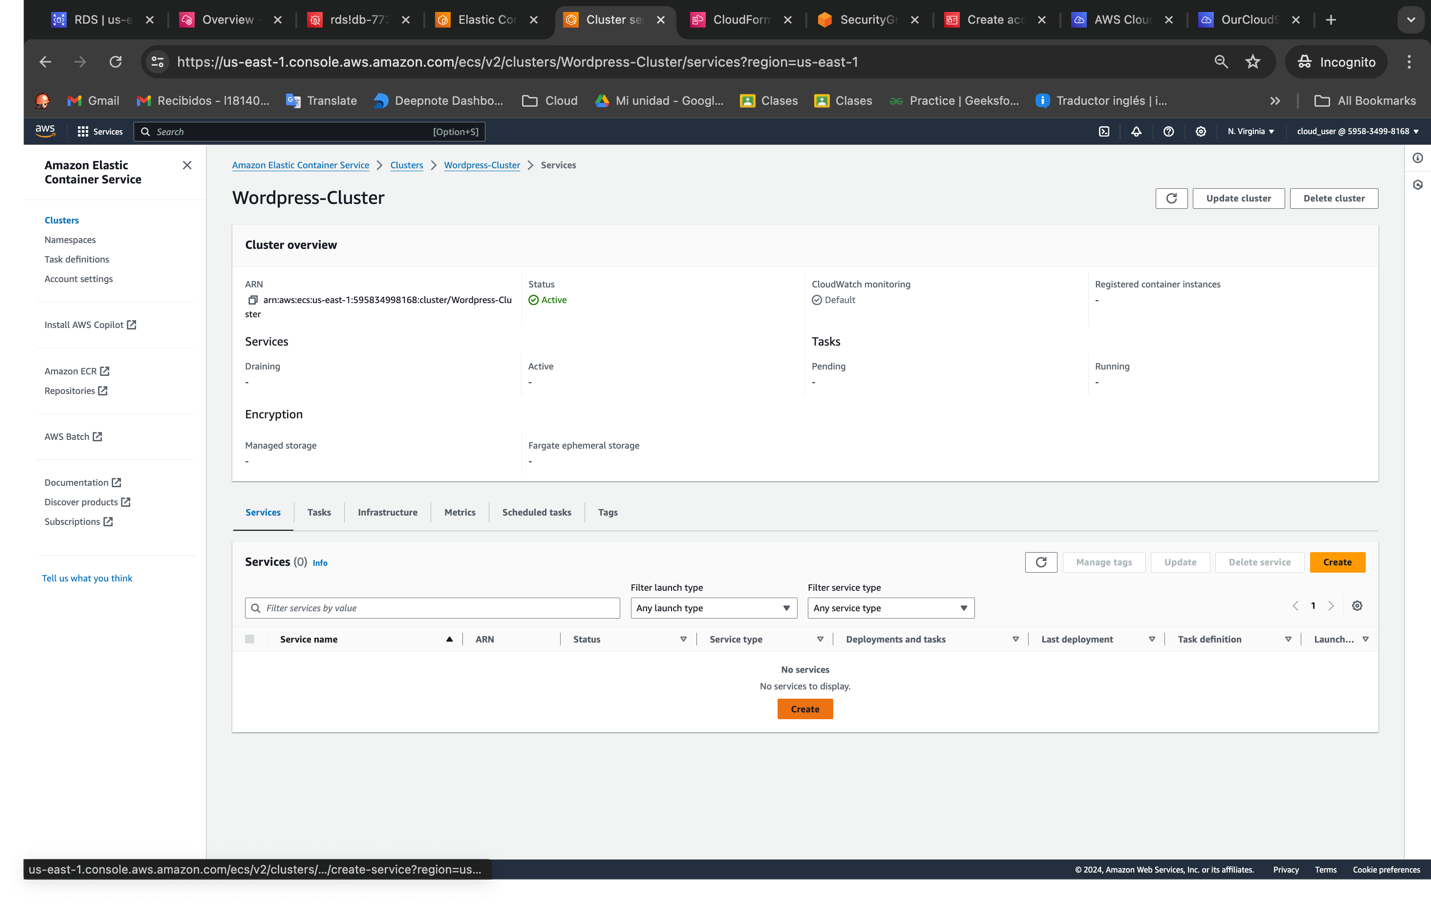 RDS | us-e
Overview
rds!db-773
Elastic Cor
Cluster se
CloudForm
SecurityGr
Create acc
AWS Clou
OurClouds
https://us-east-1.console.aws.amazon.com/ecs/v2/clusters/Wordpress-Cluster/services?region=us-east-1
Incognito
Gmail
Recibidos - l18140...
Translate
Deepnote Dashbo...
Cloud
Mi unidad - Googl...
Clases
Clases
Practice | Geeksfo...
Traductor inglés | i...
All Bookmarks
aws
Services
Search
[Option+S]
N. Virginia
cloud_user @ 5958-3499-8168
Amazon Elastic
Container Service
Clusters
Namespaces
Task definitions
Account settings
Install AWS Copilot
Amazon ECR
Repositories
AWS Batch
Documentation
Discover products
Subscriptions
Tell us what you think
Amazon Elastic Container Service > Clusters > Wordpress-Cluster > Services
Wordpress-Cluster
Update cluster
Delete cluster
Cluster overview
ARN
arn:aws:ecs:us-east-1:595834998168:cluster/Wordpress-Clu
ster
Status
Active
CloudWatch monitoring
Default
Registered container instances
-
Services
Draining
-
Active
-
Tasks
Pending
-
Running
-
Encryption
Managed storage
-
Fargate ephemeral storage
-
Services
Tasks
Infrastructure
Metrics
Scheduled tasks
Tags
Services (0) Info
Manage tags
Update
Delete service
Create
Filter services by value
Filter launch type
Any launch type
Filter service type
Any service type
1
Service name
ARN
Status
Service type
Deployments and tasks
Last deployment
Task definition
Launch...
No services
No services to display.
Create
us-east-1.console.aws.amazon.com/ecs/v2/clusters/.../create-service?region=us...
© 2024, Amazon Web Services, Inc. or its affiliates.
Privacy
Terms
Cookie preferences